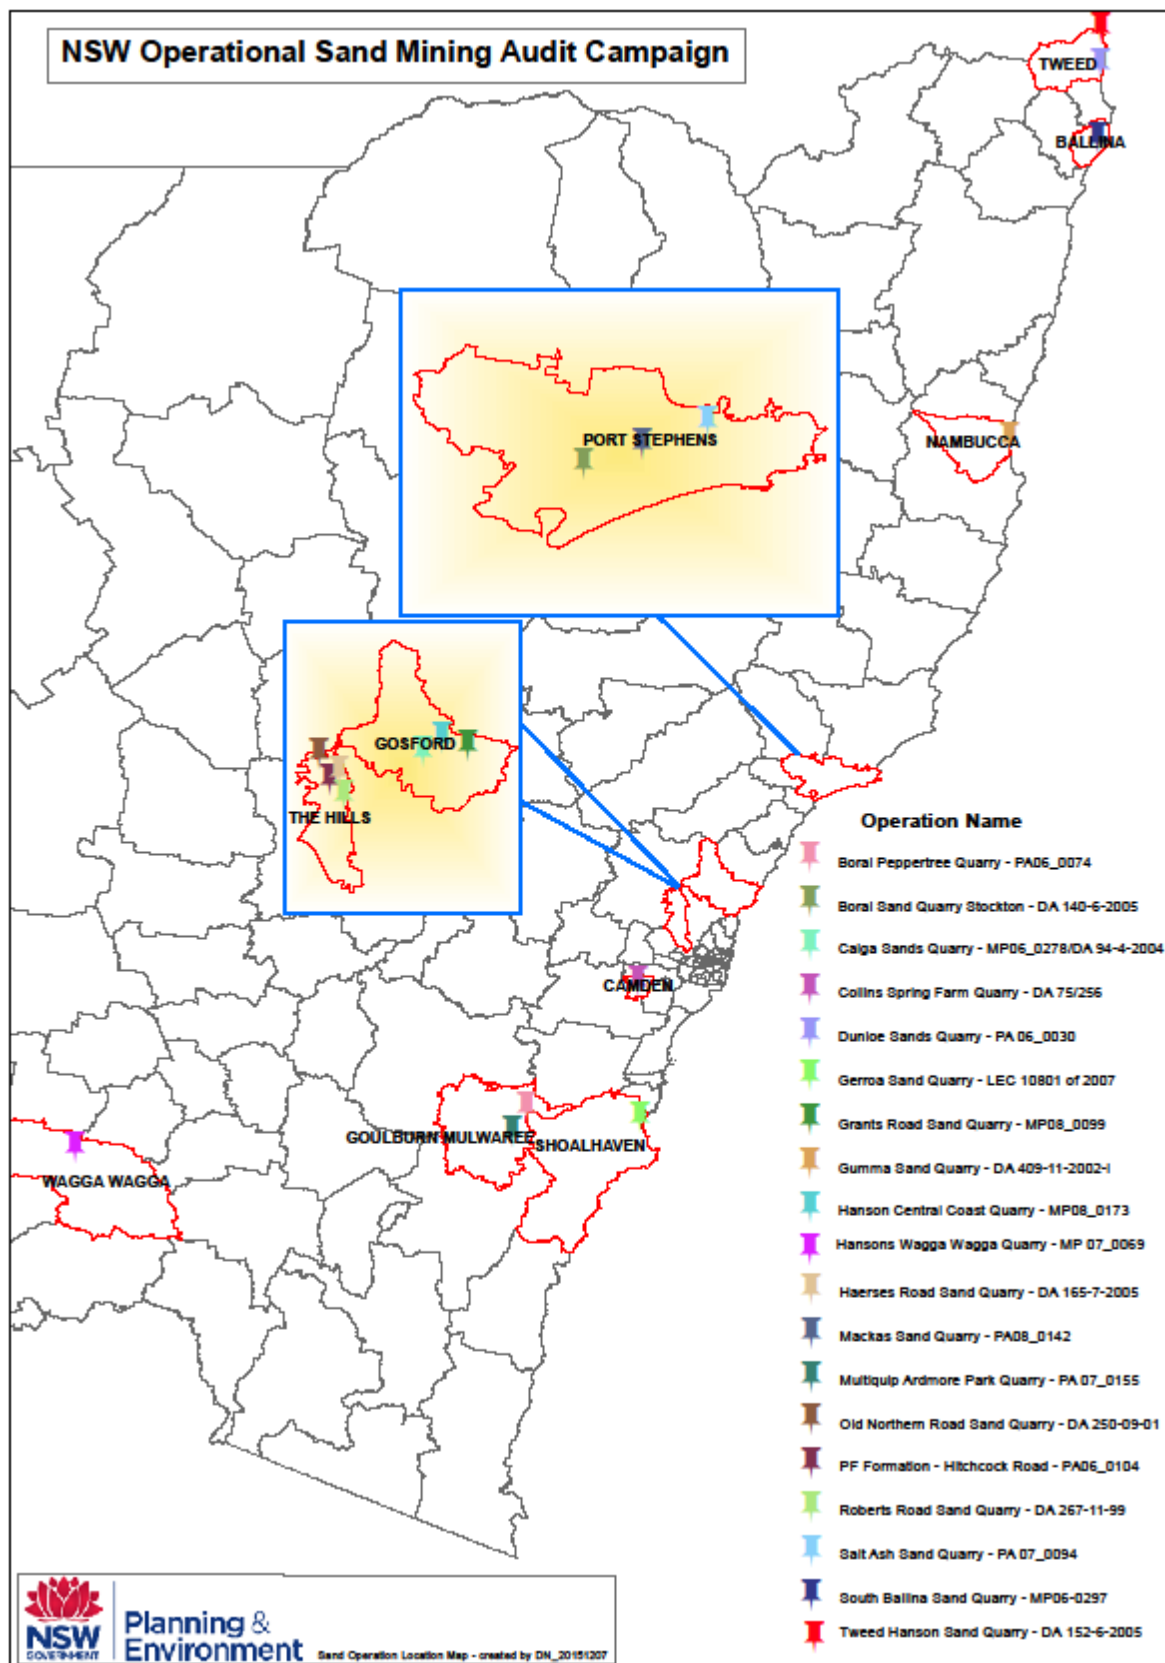 NSW Operational Sand Mining Audit Campaign
TWEED
BALLINA
NAMBUCCA
PORT STEPHENS
GOSFORD
THE HILLS
CAMDEN
GOULBURN MULWAREE
SHOALHAVEN
WAGGA WAGGA
Operation Name
Boral Peppertree Quarry - PA06_0074
Boral Sand Quarry Stockton - DA 140-6-2005
Calga Sands Quarry - MP06_0278/DA 94-4-2004
Collins Spring Farm Quarry - DA 75/256
Dunloe Sands Quarry - PA 06_0030
Gerroa Sand Quarry - LEC 10801 of 2007
Grants Road Sand Quarry - MP08_0099
Gumma Sand Quarry - DA 409-11-2002-I
Hanson Central Coast Quarry - MP08_0173
Hansons Wagga Wagga Quarry - MP 07_0069
Haerses Road Sand Quarry - DA 165-7-2005
Mackas Sand Quarry - PA08_0142
Multiquip Ardmore Park Quarry - PA 07_0155
Old Northern Road Sand Quarry - DA 250-09-01
PF Formation - Hitchcock Road - PA06_0104
Roberts Road Sand Quarry - DA 267-11-99
Salt Ash Sand Quarry - PA 07_0094
South Ballina Sand Quarry - MP06-0297
Tweed Hanson Sand Quarry - DA 152-6-2005
NSW
GOVERNMENT
Planning &
Environment
Sand Operation Location Map - created by DN_20151207